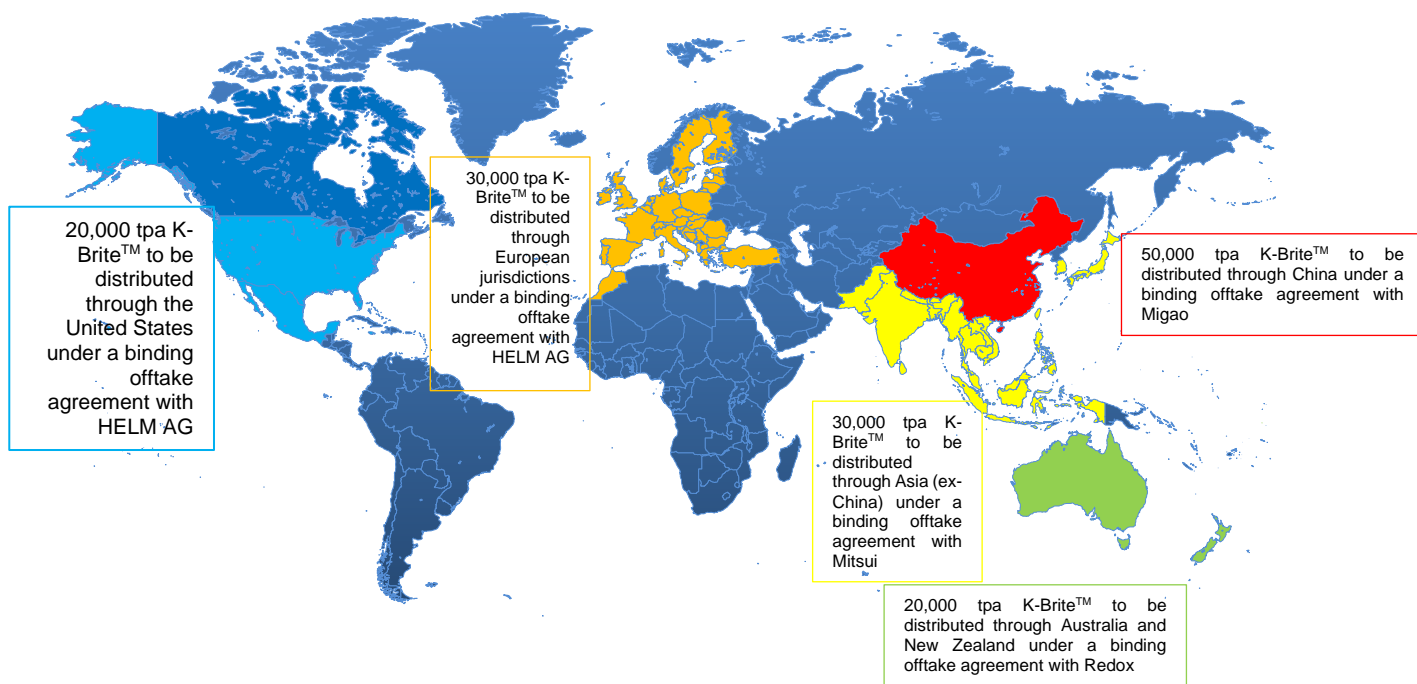 20,000 tpa K-
Brite™ to be
distributed
through the
United States
under a binding
offtake
agreement with
HELM AG
30,000 tpa K-
Brite™ to be
distributed
through
European
jurisdictions
under a binding
offtake
agreement with
HELM AG
50,000 tpa K-Brite™ to be
distributed through China under a
binding offtake agreement with
Migao
30,000 tpa K-
Brite™ to be
distributed
through Asia (ex-
China) under a
binding offtake
agreement with
Mitsui
20,000 tpa K-Brite™ to be
distributed through Australia and
New Zealand under a binding
offtake agreement with Redox